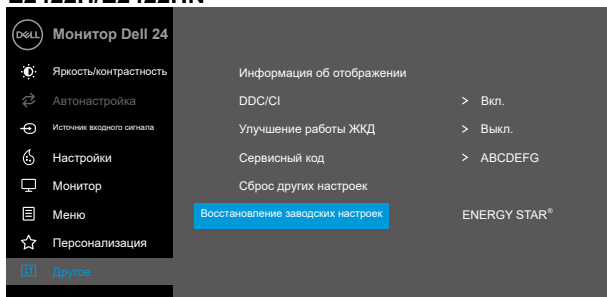 DELL Монитор Dell 24
Яркость/контрастность
Автонастройка
Источник входного сигнала
Настройки
Монитор
Меню
Персонализация
Другое
Информация об отображении
DDC/CI > Вкл.
Улучшение работы ЖКД > Выкл.
Сервисный код > ABCDEFG
Сброс других настроек
Восстановление заводских настроек ENERGY STAR®